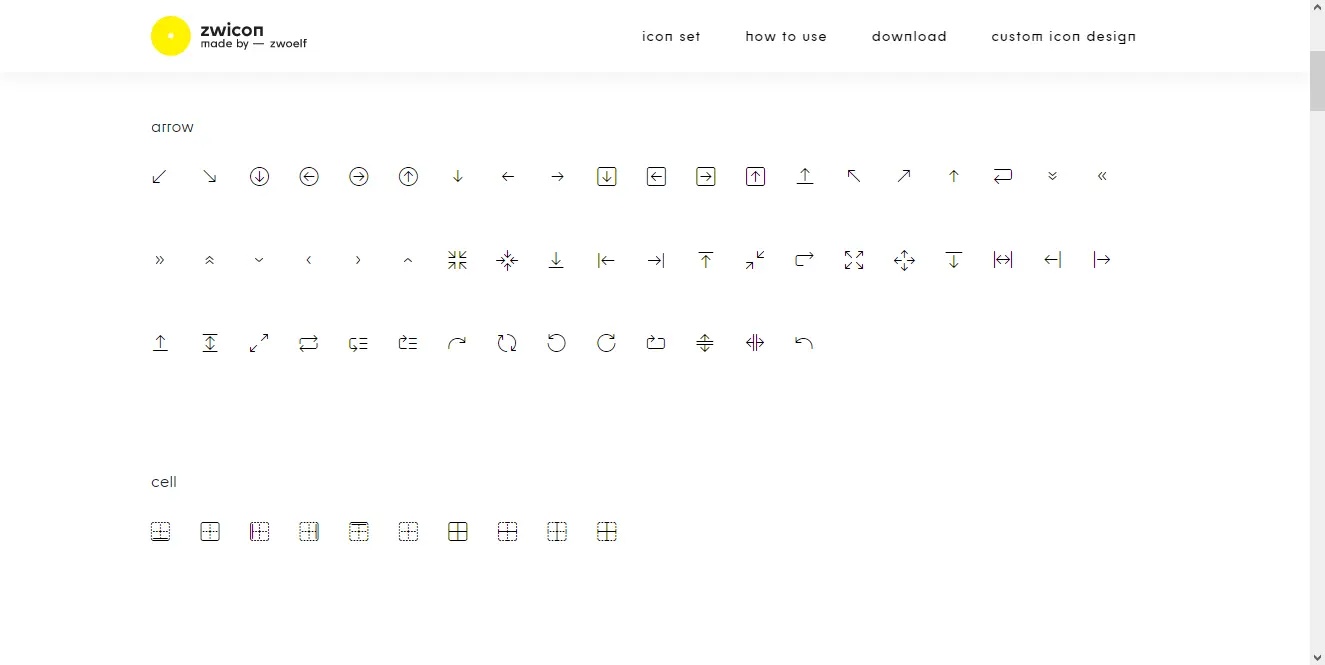 zwicon
made by — zwoelf
icon set
how to use
download
custom icon design
arrow
cell